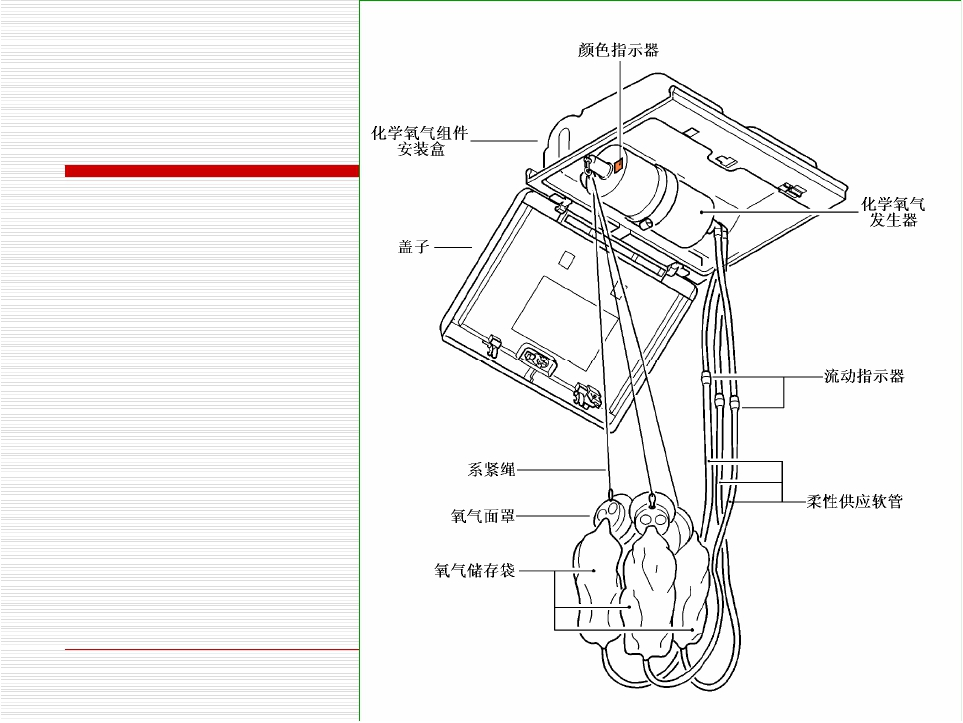 颜色指示器
化学氧气组件
安装盒
化学氧气
发生器
盖子
流动指示器
系紧绳
柔性供应软管
氧气面罩
氧气储存袋